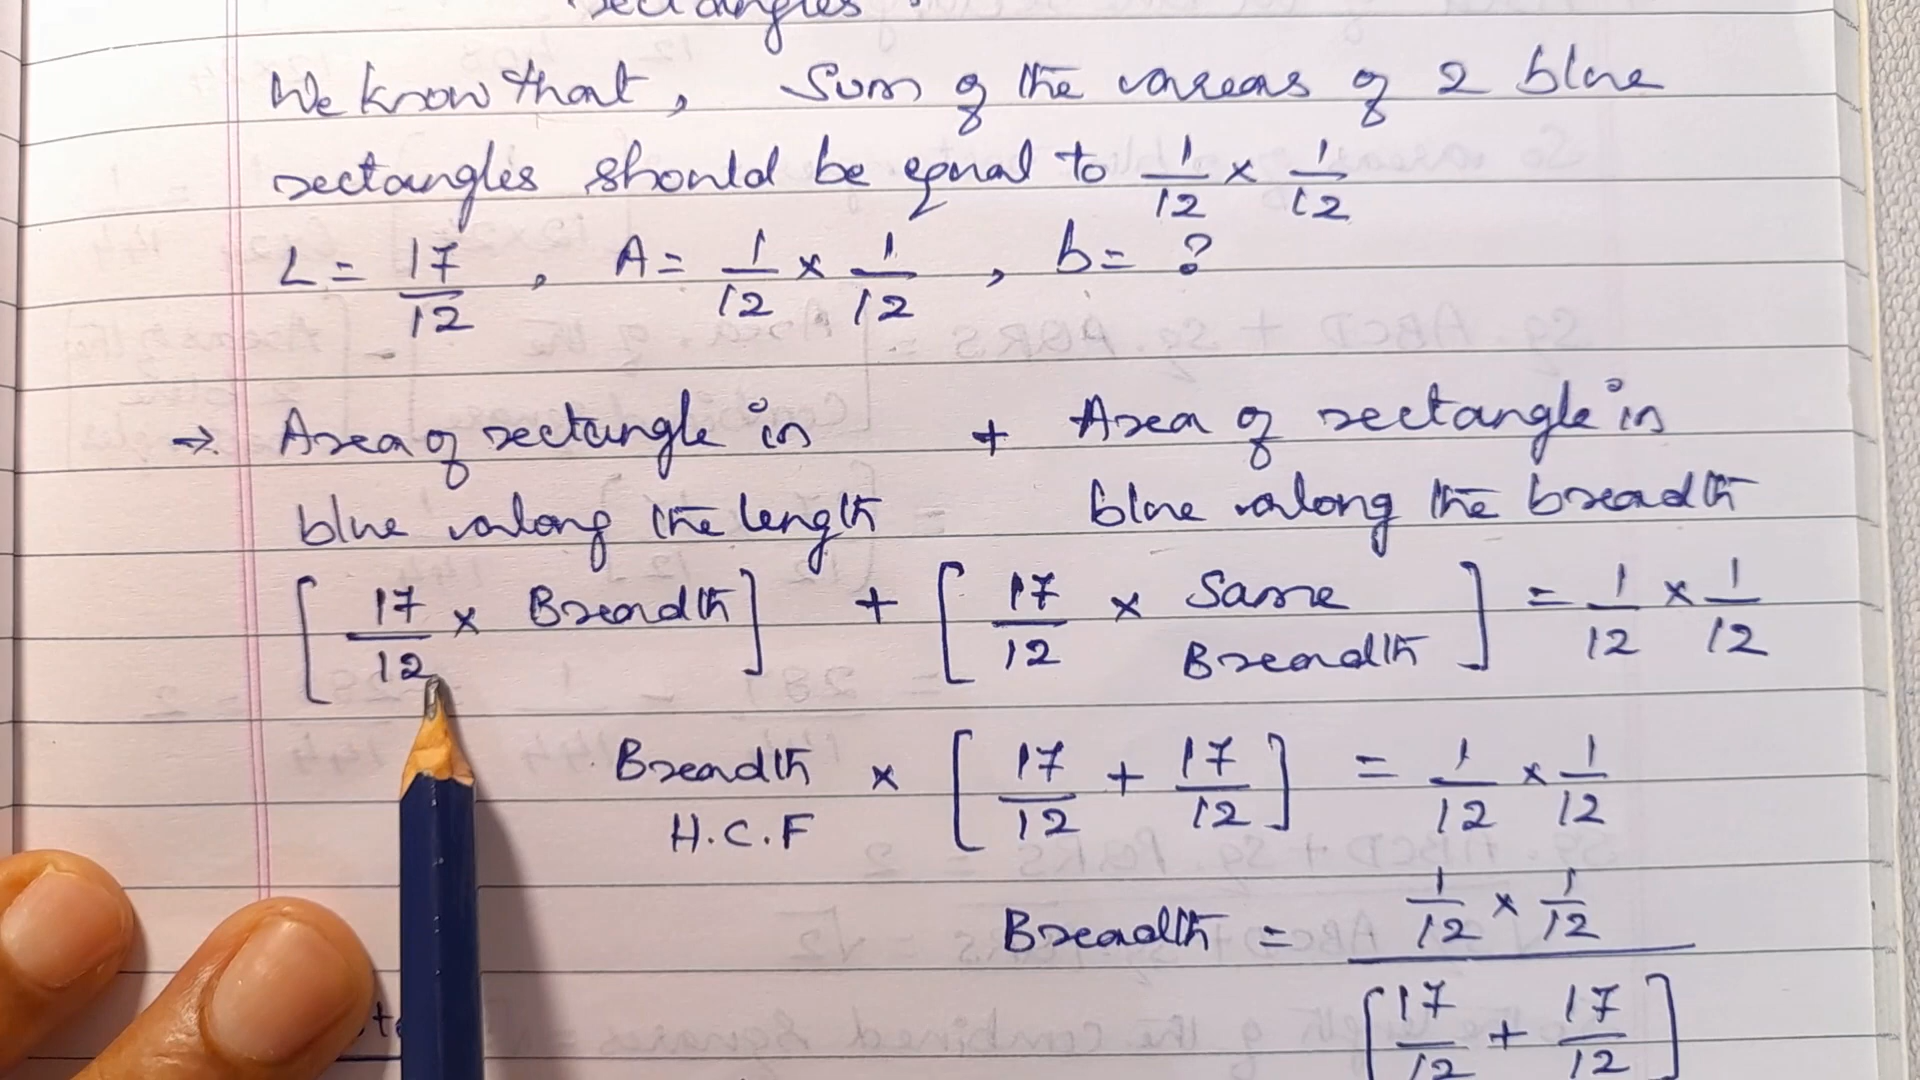 rectangles.
We know that, Sum of the areas of 2 blue
rectangles should be equal to 1/12 × 1/12
L = 17/12 , A = 1/12 × 1/12 , b = ?
→ Area of rectangle in + Area of rectangle in
blue along the length blue along the breadth
[ 17/12 × Breadth ] + [ 17/12 × Same Breadth ] = 1/12 × 1/12
Breadth × [ 17/12 + 17/12 ] = 1/12 × 1/12
H.C.F
Breadth = 1/12 × 1/12
[ 17/12 + 17/12 ]